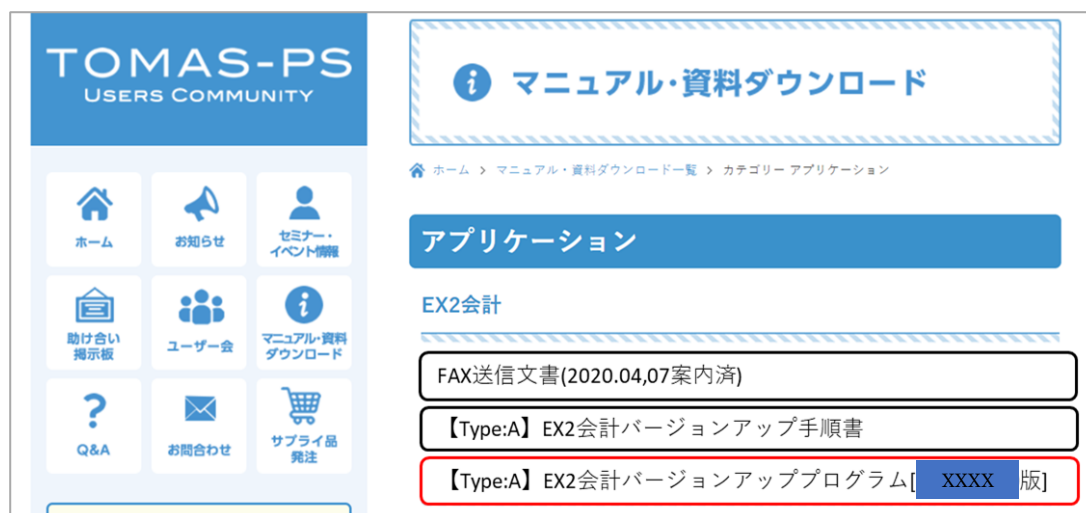 TOMAS-PS
USERS COMMUNITY
ホーム
お知らせ
セミナー・
イベント情報
助け合い
掲示板
ユーザー会
マニュアル・資料
ダウンロード
Q&A
お問合わせ
サプライ品
発注
マニュアル・資料ダウンロード
ホーム > マニュアル・資料ダウンロード一覧 > カテゴリー アプリケーション
アプリケーション
EX2会計
FAX送信文書(2020.04,07案内済)
【Type:A】EX2会計バージョンアップ手順書
【Type:A】EX2会計バージョンアッププログラム[ XXXX 版]